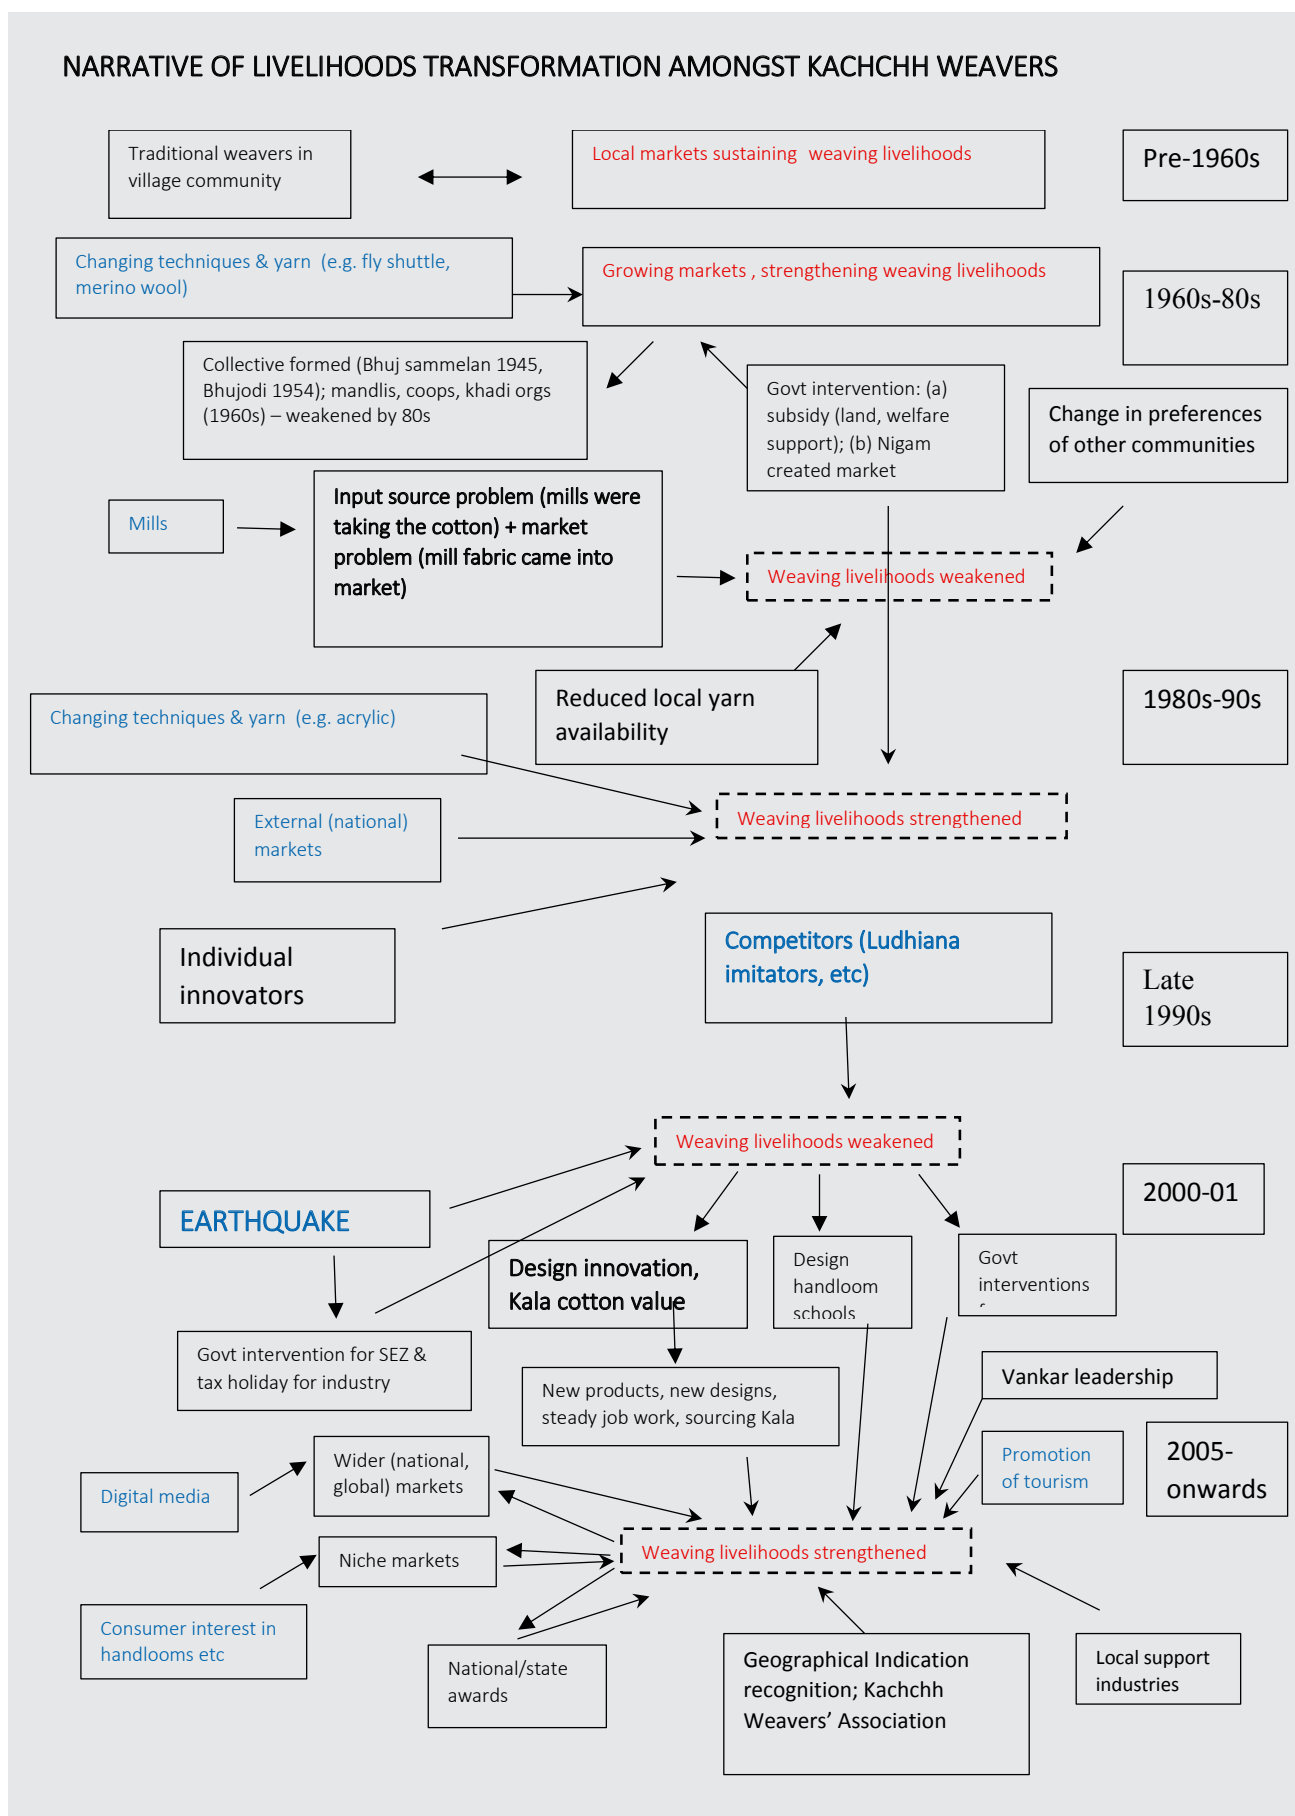 NARRATIVE OF LIVELIHOODS TRANSFORMATION AMONGST KACHCHH WEAVERS
Traditional weavers in
village community
Local markets sustaining weaving livelihoods
Pre-1960s
Changing techniques & yarn (e.g. fly shuttle,
merino wool)
Growing markets , strengthening weaving livelihoods
1960s-80s
Collective formed (Bhuj sammelan 1945,
Bhujodi 1954); mandlis, coops, khadi orgs
(1960s) – weakened by 80s
Govt intervention: (a)
subsidy (land, welfare
support); (b) Nigam
created market
Change in preferences
of other communities
Mills
Input source problem (mills were
taking the cotton) + market
problem (mill fabric came into
market)
Weaving livelihoods weakened
Reduced local yarn
availability
1980s-90s
Changing techniques & yarn (e.g. acrylic)
Weaving livelihoods strengthened
External (national)
markets
Individual
innovators
Competitors (Ludhiana
imitators, etc)
Late
1990s
Weaving livelihoods weakened
2000-01
EARTHQUAKE
Design innovation,
Kala cotton value
Design
handloom
schools
Govt
interventions
Govt intervention for SEZ &
tax holiday for industry
New products, new designs,
steady job work, sourcing Kala
Vankar leadership
Promotion
of tourism
2005-
onwards
Digital media
Wider (national,
global) markets
Niche markets
Weaving livelihoods strengthened
Consumer interest in
handlooms etc
National/state
awards
Geographical Indication
recognition; Kachchh
Weavers’ Association
Local support
industries